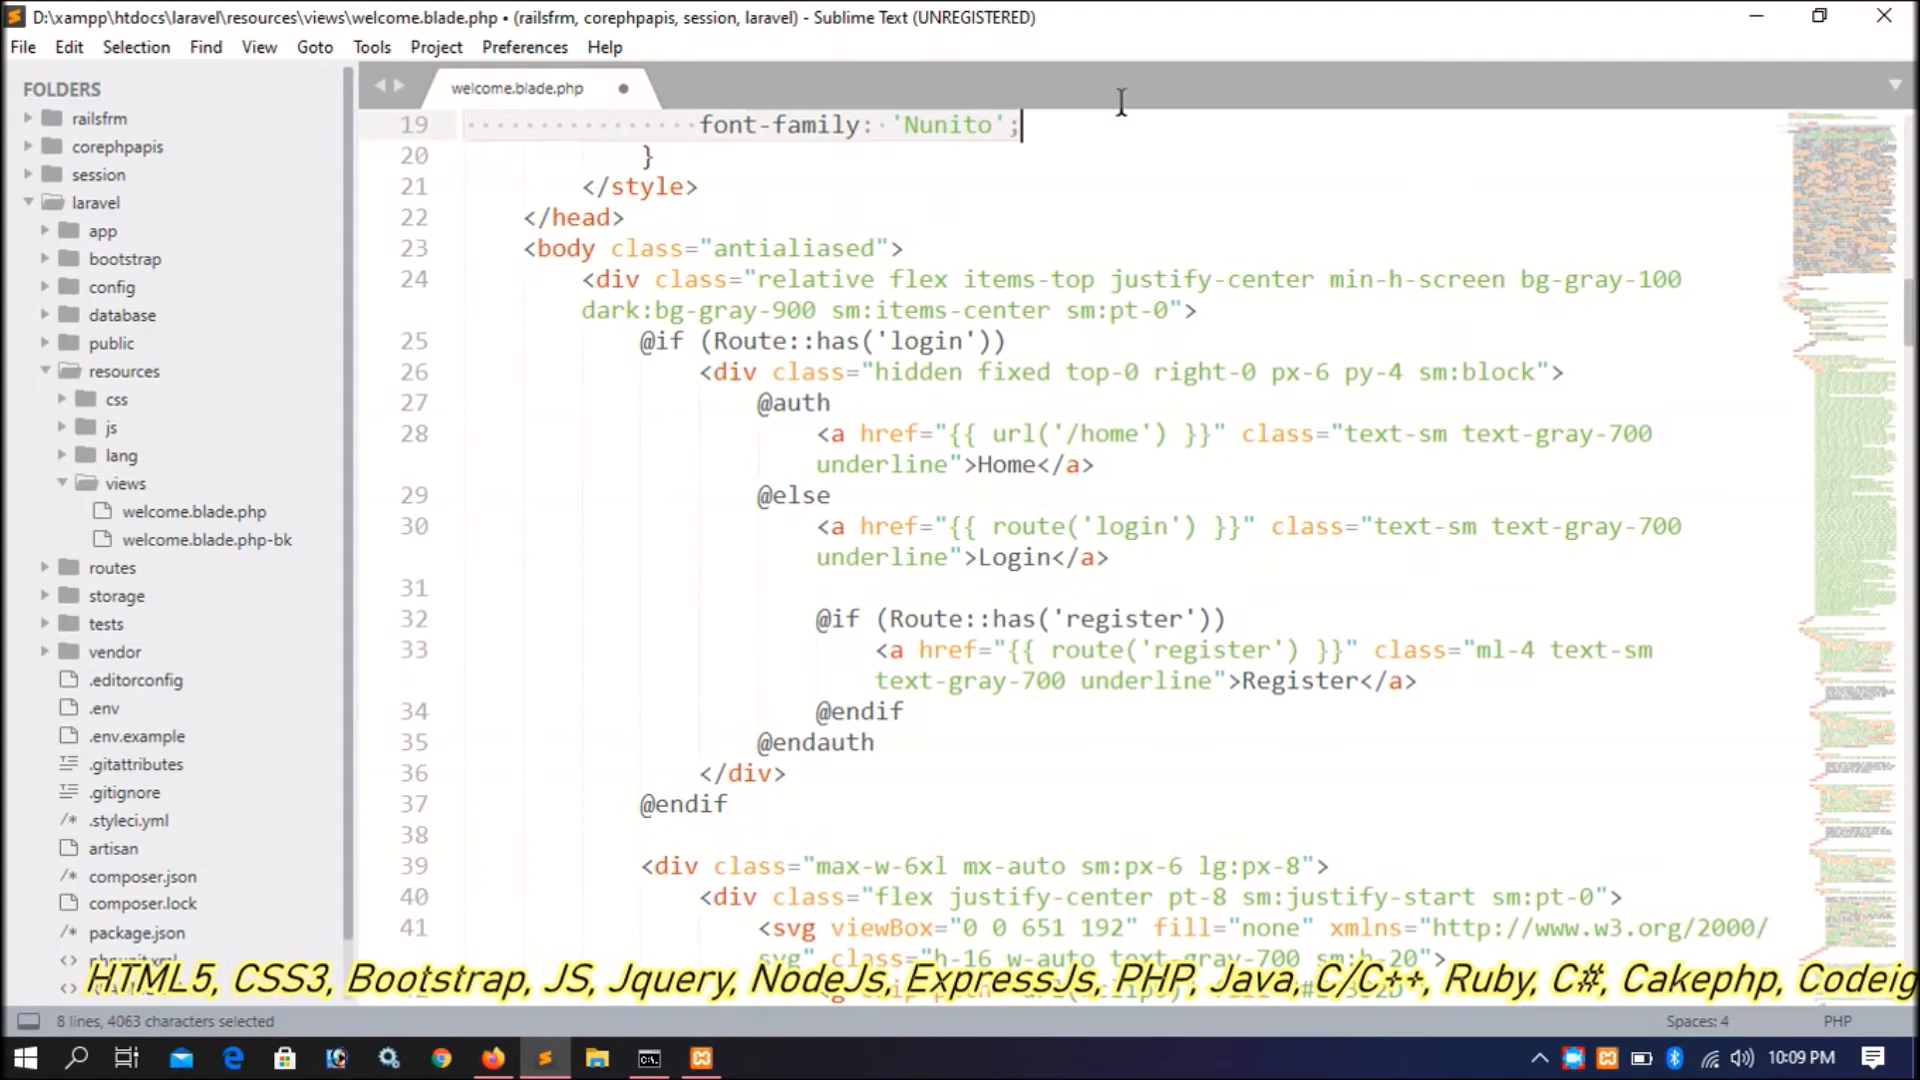 D:\xampp\htdocs\laravel\resources\views\welcome.blade.php • (railsfrm, corephpapis, session, laravel) - Sublime Text (UNREGISTERED)
File Edit Selection Find View Goto Tools Project Preferences Help
FOLDERS
railsfrm
corephpapis
session
laravel
app
bootstrap
config
database
public
resources
css
js
lang
views
welcome.blade.php
welcome.blade.php-bk
routes
storage
tests
vendor
.editorconfig
.env
.env.example
.gitattributes
.gitignore
.styleci.yml
artisan
composer.json
composer.lock
package.json
welcome.blade.php
19 font-family: 'Nunito';
20 }
21 </style>
22 </head>
23 <body class="antialiased">
24 <div class="relative flex items-top justify-center min-h-screen bg-gray-100
dark:bg-gray-900 sm:items-center sm:pt-0">
25 @if (Route::has('login'))
26 <div class="hidden fixed top-0 right-0 px-6 py-4 sm:block">
27 @auth
28 <a href="{{ url('/home') }}" class="text-sm text-gray-700
underline">Home</a>
29 @else
30 <a href="{{ route('login') }}" class="text-sm text-gray-700
underline">Login</a>
31
32 @if (Route::has('register'))
33 <a href="{{ route('register') }}" class="ml-4 text-sm
text-gray-700 underline">Register</a>
34 @endif
35 @endauth
36 </div>
37 @endif
38
39 <div class="max-w-6xl mx-auto sm:px-6 lg:px-8">
40 <div class="flex justify-center pt-8 sm:justify-start sm:pt-0">
41 <svg viewBox="0 0 651 192" fill="none" xmlns="http://www.w3.org/2000/
svg" class="h-16 w-auto text-gray-700 sm:h-20">
HTML5, CSS3, Bootstrap, JS, Jquery, NodeJs, ExpressJs, PHP, Java, C/C++, Ruby, C#, Cakephp, Codeig
8 lines, 4063 characters selected Spaces: 4 PHP
10:09 PM